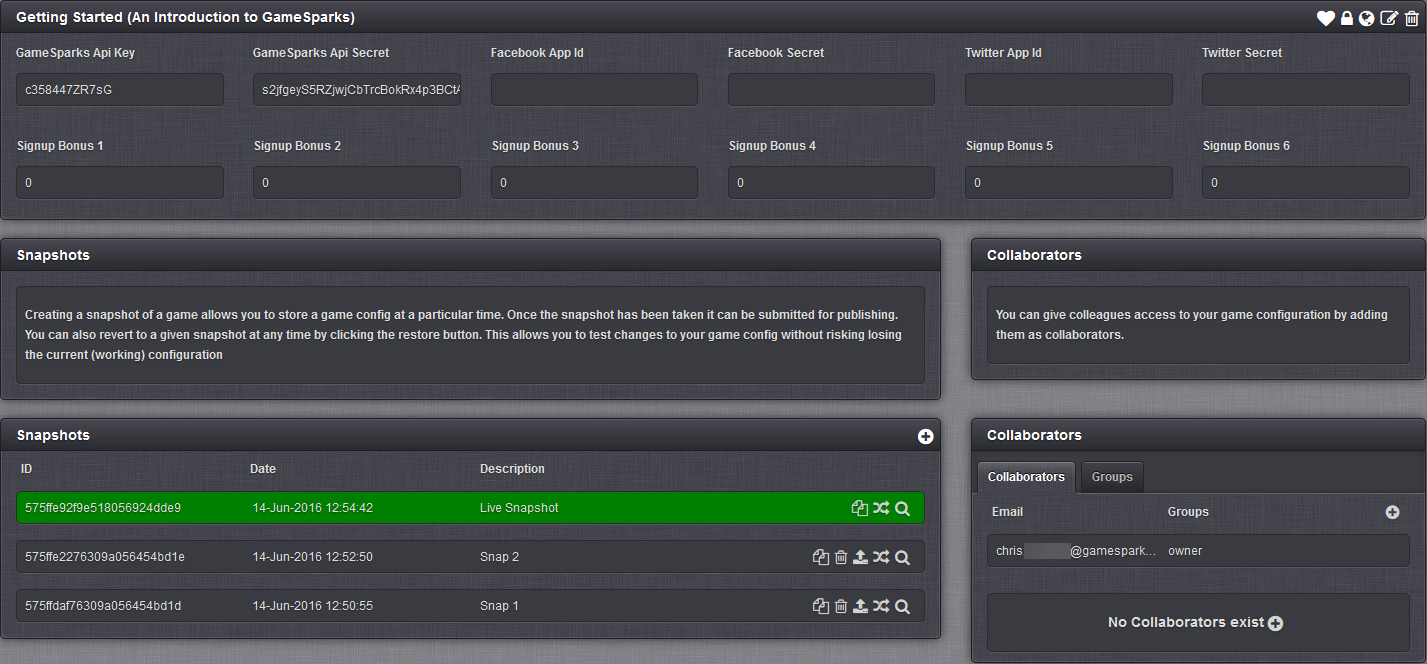 Getting Started (An Introduction to GameSparks)
GameSparks Api Key GameSparks Api Secret Facebook App Id Facebook Secret Twitter App Id Twitter Secret
c358447ZR7sG s2jfgeyS5RZjwjCbTrcBokRx4p3BCtA
Signup Bonus 1 Signup Bonus 2 Signup Bonus 3 Signup Bonus 4 Signup Bonus 5 Signup Bonus 6
0 0 0 0 0 0
Snapshots
Creating a snapshot of a game allows you to store a game config at a particular time. Once the snapshot has been taken it can be submitted for publishing.
You can also revert to a given snapshot at any time by clicking the restore button. This allows you to test changes to your game config without risking losing
the current (working) configuration
Collaborators
You can give colleagues access to your game configuration by adding
them as collaborators.
Snapshots
ID Date Description
575ffe92f9e518056924dde9 14-Jun-2016 12:54:42 Live Snapshot
575ffe2276309a056454bd1e 14-Jun-2016 12:52:50 Snap 2
575ffdaf76309a056454bd1d 14-Jun-2016 12:50:55 Snap 1
Collaborators
Collaborators Groups
Email Groups
chris @gamespark... owner
No Collaborators exist